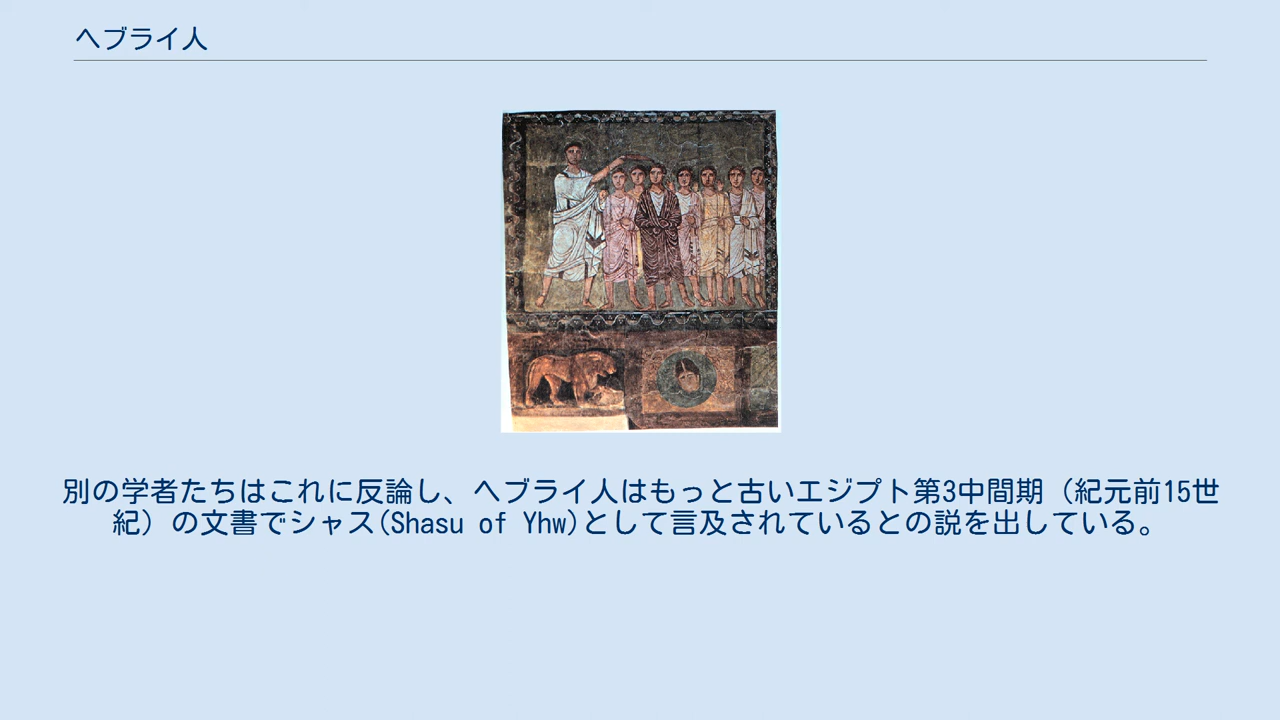 ヘブライ人
別の学者たちはこれに反論し、ヘブライ人はもっと古いエジプト第3中間期（紀元前15世
紀）の文書でシャス(Shasu of Yhw)として言及されているとの説を出している。